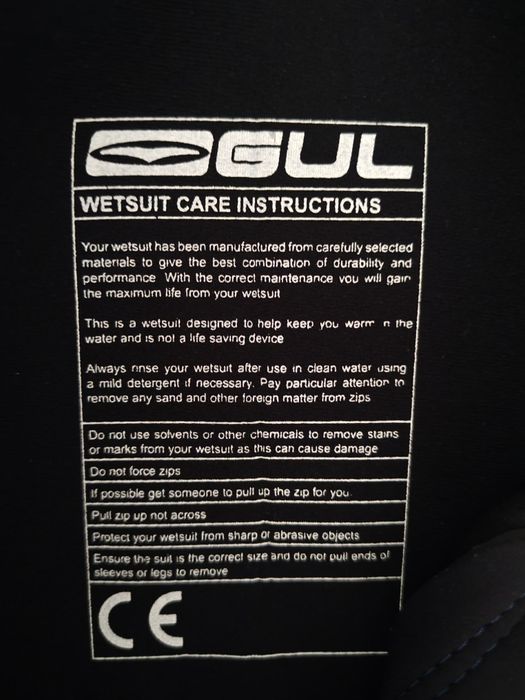 GUL
WETSUIT CARE INSTRUCTIONS
Your wetsuit has been manufactured from carefully selected
materials to give the best combination of durability and
performance With the correct maintenance you will gain
the maximum life from your wetsuit
This is a wetsuit designed to help keep you warm n the
water and is not a life saving device
Always rinse your wetsuit after use in clean water using
a mild detergent if necessary. Pay particular attention to
remove any sand and other foreign matter from zips
Do not use solvents or other chemicals to remove stains
or marks from your wetsuit as this can cause damage
Do not force zips
If possible get someone to pull up the zip for you
Pull zip up not across
Protect your wetsuit from sharp or abrasive objects
Ensure the suit is the correct size and do not pull ends of
sleeves or legs to remove
CE